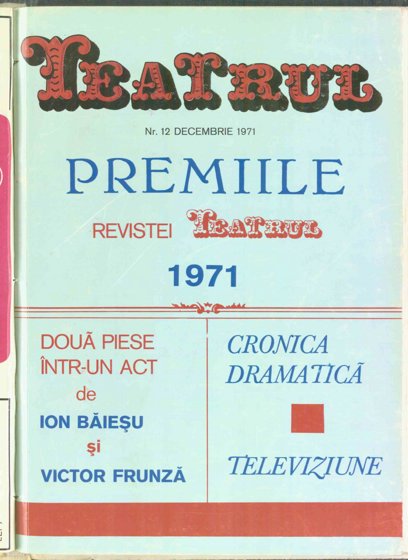 TEATRUL
Nr. 12 DECEMBRIE 1971
PREMIILE
REVISTEI TEATRUL
1971
DOUĂ PIESE
ÎNTR-UN ACT
de
ION BĂIEŞU
şi
VICTOR FRUNZĂ
CRONICA
DRAMATICĂ
TELEVIZIUNE